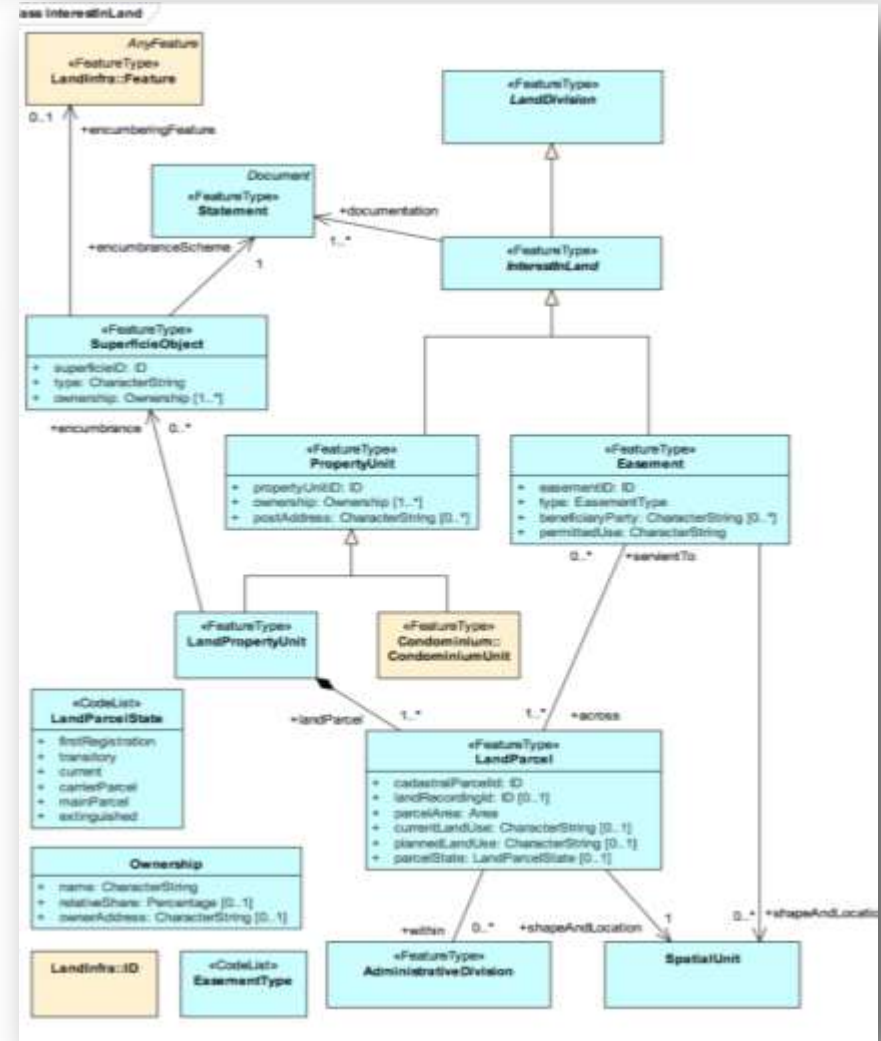 ass InterestInLand
AnyFeature
«FeatureType»
LandInfra::Feature
0..1
+encumberingFeature
«FeatureType»
LandDivision
Document
«FeatureType»
Statement
+documentation
1..*
+encumbranceScheme
1
«FeatureType»
InterestInLand
«FeatureType»
SuperficieObject
+ superficieID: ID
+ type: CharacterString
+ ownership: Ownership [1..*]
+encumbrance
0..*
«FeatureType»
PropertyUnit
+ propertyUnitID: ID
+ ownership: Ownership [1..*]
+ postAddress: CharacterString [0..*]
«FeatureType»
Easement
+ easementID: ID
+ type: EasementType
+ beneficiaryParty: CharacterString [0..*]
+ permittedUse: CharacterString
0..*
+servientTo
«FeatureType»
LandPropertyUnit
«FeatureType»
Condominium::
CondominiumUnit
«CodeList»
LandParcelState
+ firstRegistration
+ transitory
+ current
+ carrierParcel
+ mainParcel
+ extinguished
+landParcel
1..*
1..*
+across
«FeatureType»
LandParcel
+ cadastralParcelId: ID
+ landRecordingId: ID [0..1]
+ parcelArea: Area
+ currentLandUse: CharacterString [0..1]
+ plannedLandUse: CharacterString [0..1]
+ parcelState: LandParcelState [0..1]
Ownership
+ name: CharacterString
+ relativeShare: Percentage [0..1]
+ ownerAddress: CharacterString [0..1]
+within
0..*
+shapeAndLocation
1
0..*
+shapeAndLocatio
LandInfra::ID
«CodeList»
EasementType
«FeatureType»
AdministrativeDivision
SpatialUnit